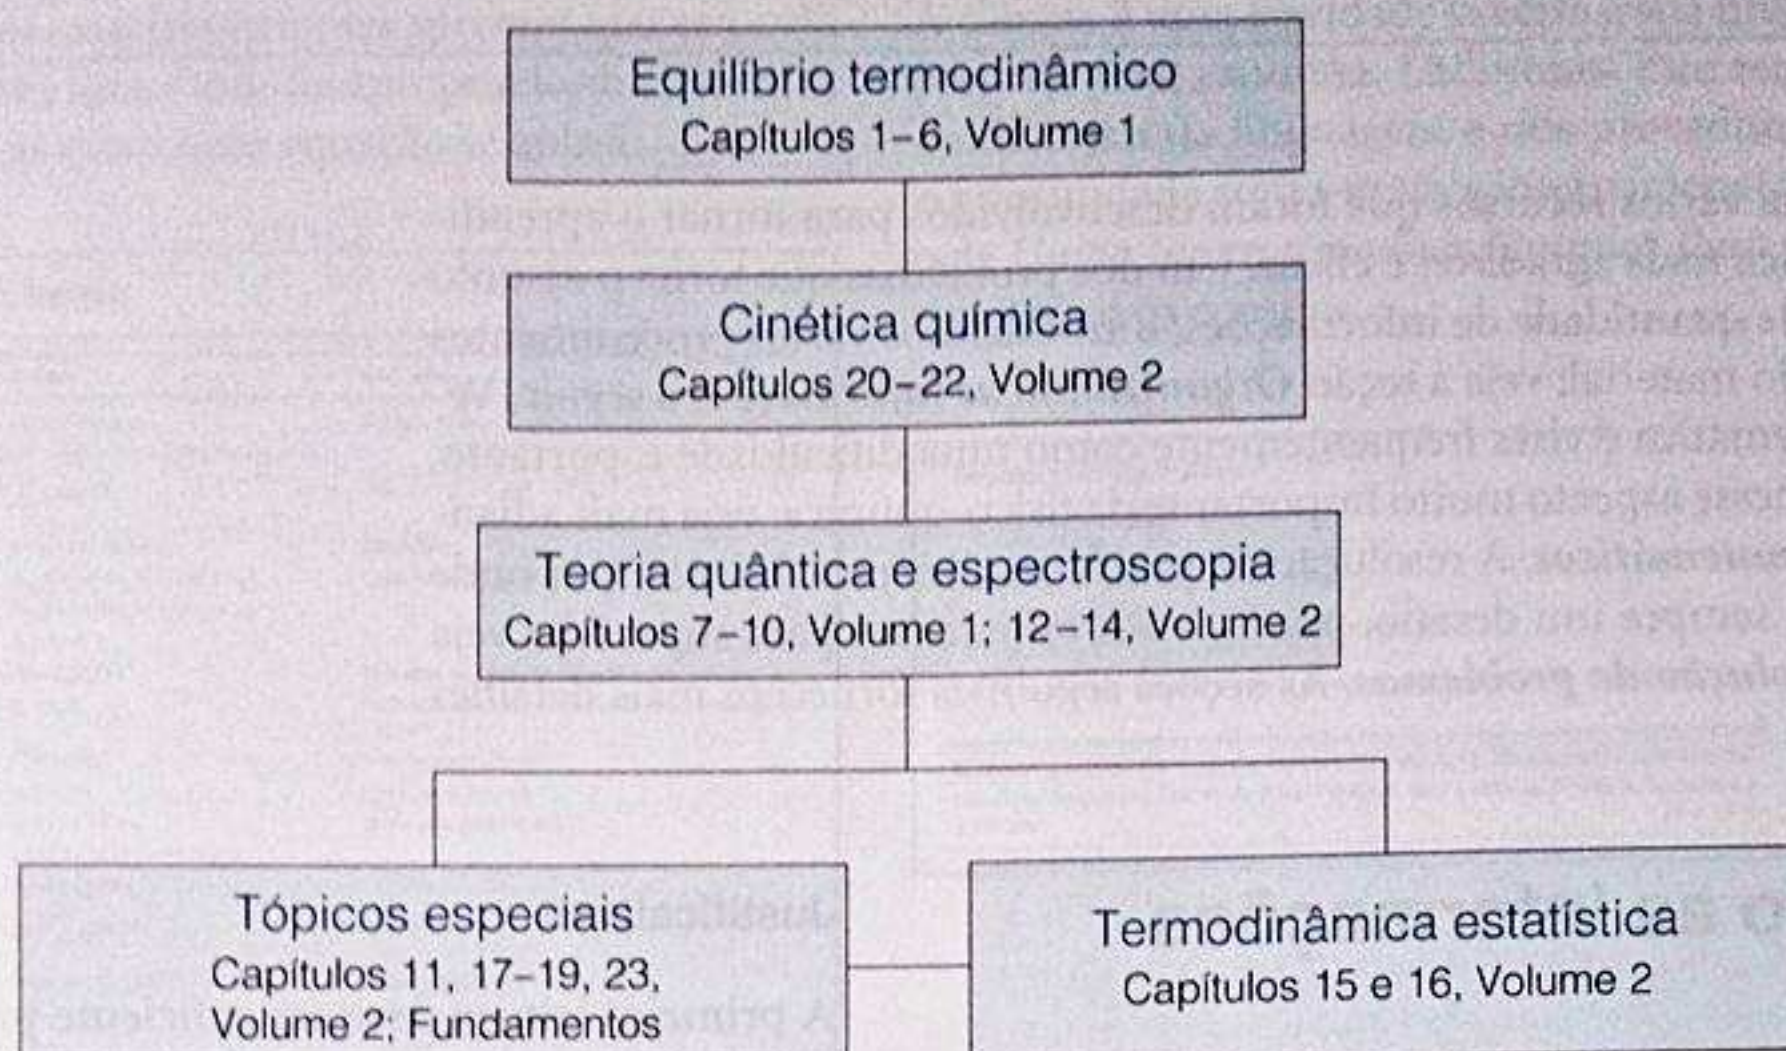 Equilíbrio termodinâmico
Capítulos 1–6, Volume 1
Cinética química
Capítulos 20–22, Volume 2
Teoria quântica e espectroscopia
Capítulos 7–10, Volume 1; 12–14, Volume 2
Tópicos especiais
Capítulos 11, 17–19, 23,
Volume 2; Fundamentos
Termodinâmica estatística
Capítulos 15 e 16, Volume 2